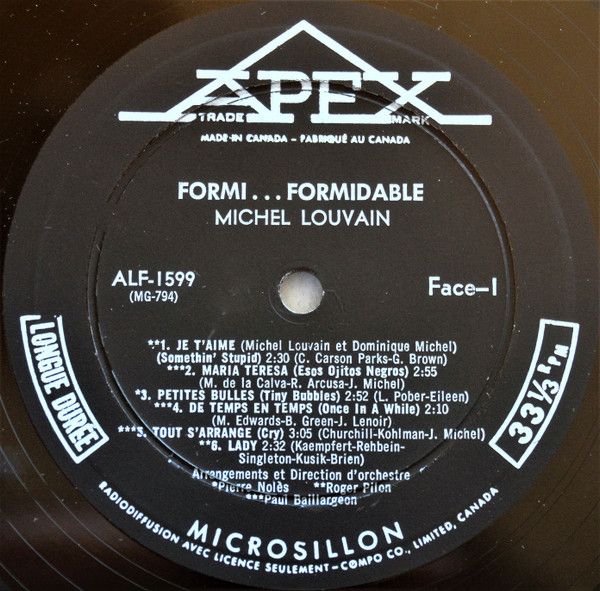 APEX
TRADE MARK
MADE IN CANADA – FABRIQUÉ AU CANADA
FORMI... FORMIDABLE
MICHEL LOUVAIN
ALF-1599
(MG-794)
Face-1
LONGUE DURÉE
33 1/3 R.P.M
**1. JE T'AIME (Michel Louvain et Dominique Michel)
(Somethin' Stupid) 2:30 (C. Carson Parks-G. Brown)
***2. MARIA TERESA (Esos Ojitos Negros) 2:55
(M. de la Calva-R. Arcusa-J. Michel)
*3. PETITES BULLES (Tiny Bubbles) 2:52 (L. Pober-Eileen)
***4. DE TEMPS EN TEMPS (Once In A While) 2:10
(M. Edwards-B. Green-J. Lenoir)
***5. TOUT S'ARRANGE (Cry) 3:05 (Churchill-Kohlman-J. Michel)
**6. LADY 2:32 (Kaempfert-Rehbein-
Singleton-Kusik-Brien)
Arrangements et Direction d'orchestre
*Pierre Nolès **Roger Pilon
***Paul Baillargeon
MICROSILLON
RADIODIFFUSION AVEC LICENCE SEULEMENT – COMPO CO., LIMITED, CANADA